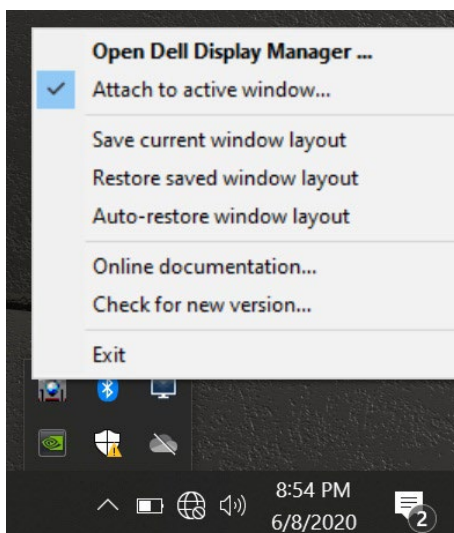 Open Dell Display Manager ...
Attach to active window...
Save current window layout
Restore saved window layout
Auto-restore window layout
Online documentation...
Check for new version...
Exit
8:54 PM
6/8/2020
2